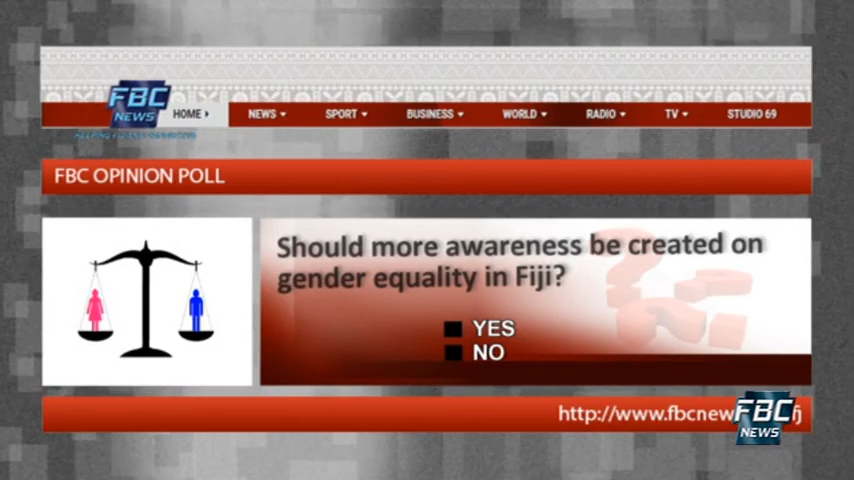 FBC
NEWS
HOME NEWS SPORT BUSINESS WORLD RADIO TV STUDIO 69
FBC OPINION POLL
Should more awareness be created on
gender equality in Fiji?
YES
NO
http://www.fbcnew
FBC
NEWS